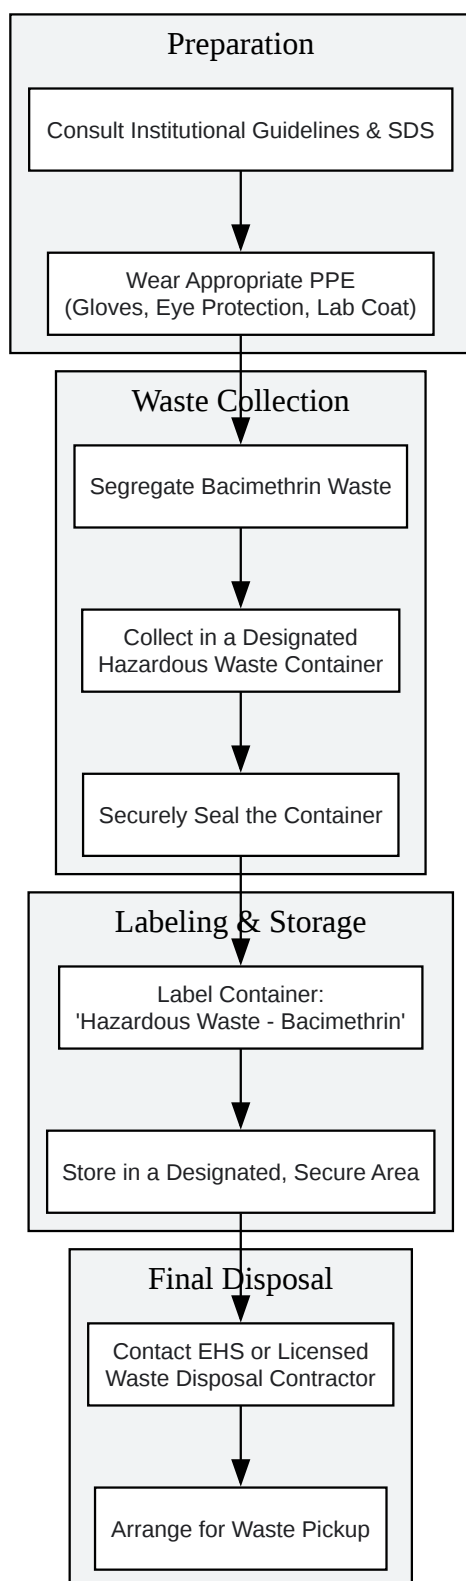 Preparation
Consult Institutional Guidelines & SDS
Wear Appropriate PPE
(Gloves, Eye Protection, Lab Coat)
Waste Collection
Segregate Bacimethrin Waste
Collect in a Designated
Hazardous Waste Container
Securely Seal the Container
Labeling & Storage
Label Container:
'Hazardous Waste - Bacimethrin'
Store in a Designated, Secure Area
Final Disposal
Contact EHS or Licensed
Waste Disposal Contractor
Arrange for Waste Pickup